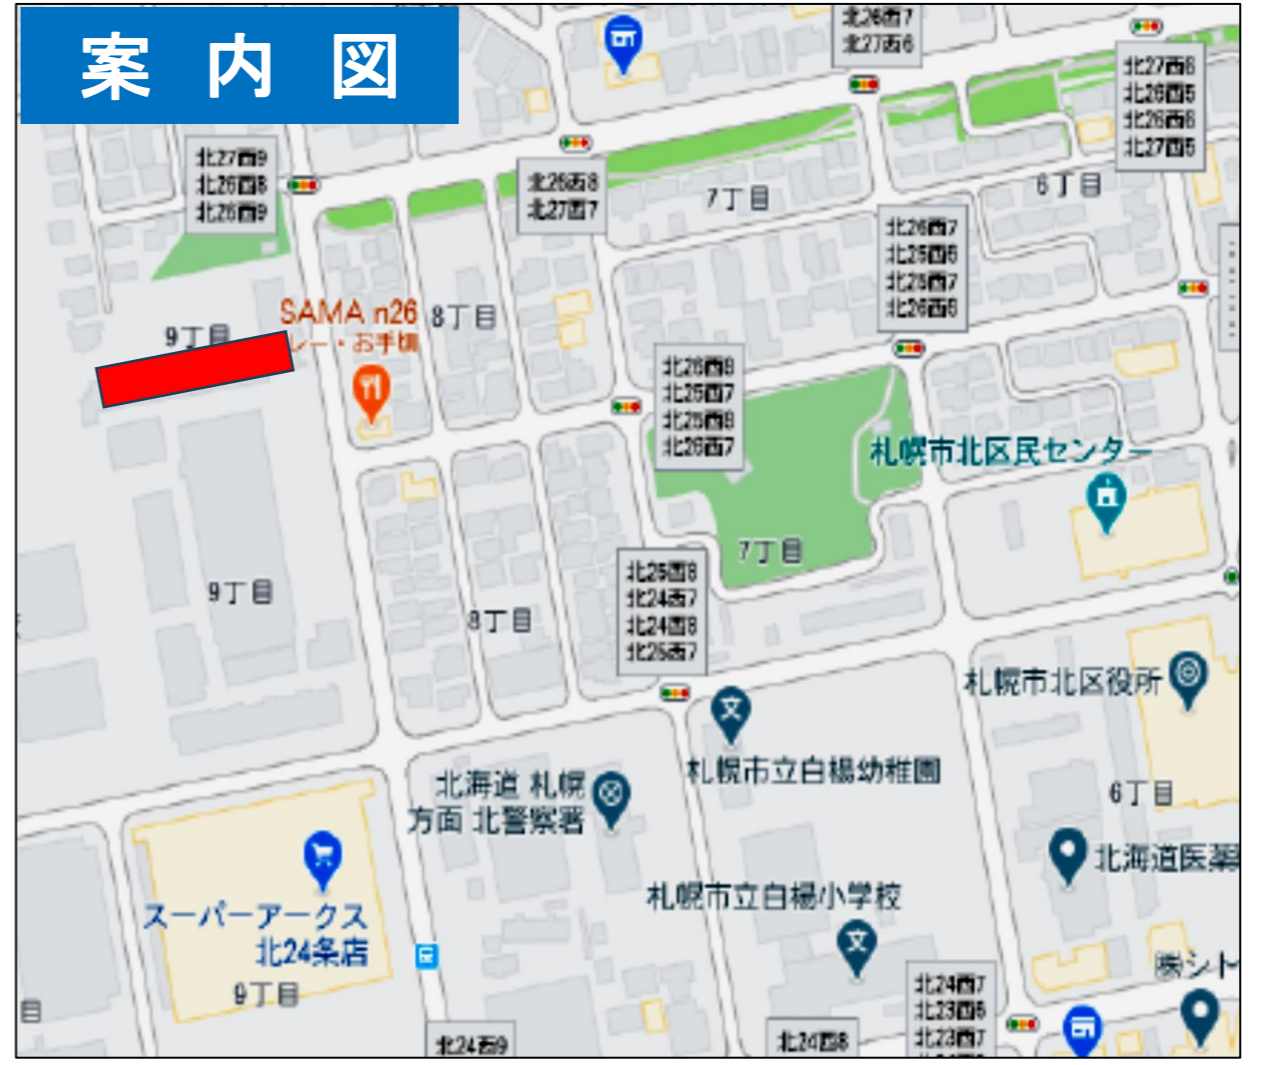 案内図
北26西7
北27西6
北27西6
北26西5
北26西6
北27西5
北27西9
北26西8
北26西9
北26西8
北27西7
7丁目
6丁目
北26西7
北25西6
北25西7
北26西6
SAMA n26
8丁目
9丁目
レー・お手頃
北26西8
北25西7
北25西8
北26西7
札幌市北区民センター
7丁目
9丁目
8丁目
北25西8
北24西7
北24西8
北25西7
札幌市北区役所
札幌市立白楊幼稚園
北海道 札幌
方面 北警察署
6丁目
北海道医薬
札幌市立白楊小学校
スーパーアークス
北24条店
9丁目
目
㈱シト
北24西7
北23西6
北23西7
北24西9
北24西8